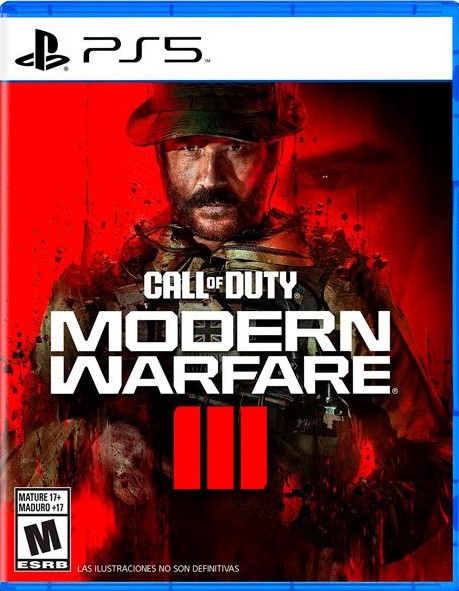 PS5
CALL OF DUTY
MODERN
WARFARE®
III
MATURE 17+
MADURO +17
M
ESRB
LAS ILUSTRACIONES NO SON DEFINITIVAS